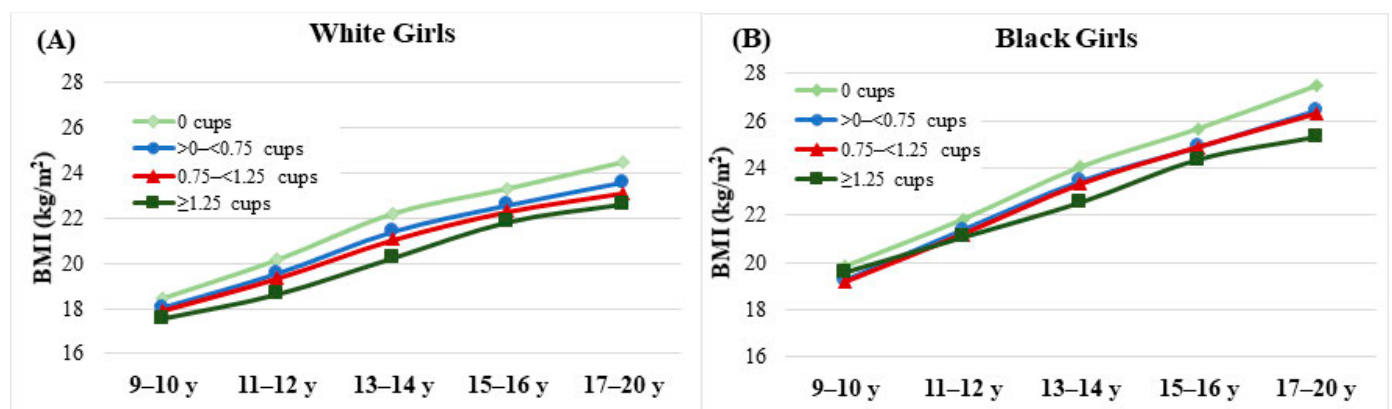 (A)
White Girls
BMI (kg/m²)
28
26
24
22
20
18
16
0 cups
>0–<0.75 cups
0.75–<1.25 cups
≥1.25 cups
9–10 y 11–12 y 13–14 y 15–16 y 17–20 y
(B)
Black Girls
BMI (kg/m²)
28
26
24
22
20
18
16
0 cups
>0–<0.75 cups
0.75–<1.25 cups
≥1.25 cups
9–10 y 11–12 y 13–14 y 15–16 y 17–20 y